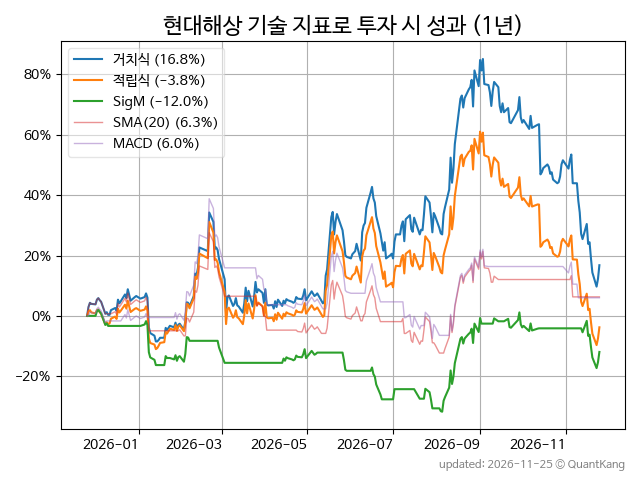 현대해상 기술 지표로 투자 시 성과 (1년)
거치식 (16.8%)
적립식 (−3.8%)
SigM (−12.0%)
SMA(20) (6.3%)
MACD (6.0%)
80%
60%
40%
20%
0%
−20%
2026-01
2026-03
2026-05
2026-07
2026-09
2026-11
updated: 2026-11-25 ⓒ QuantKang